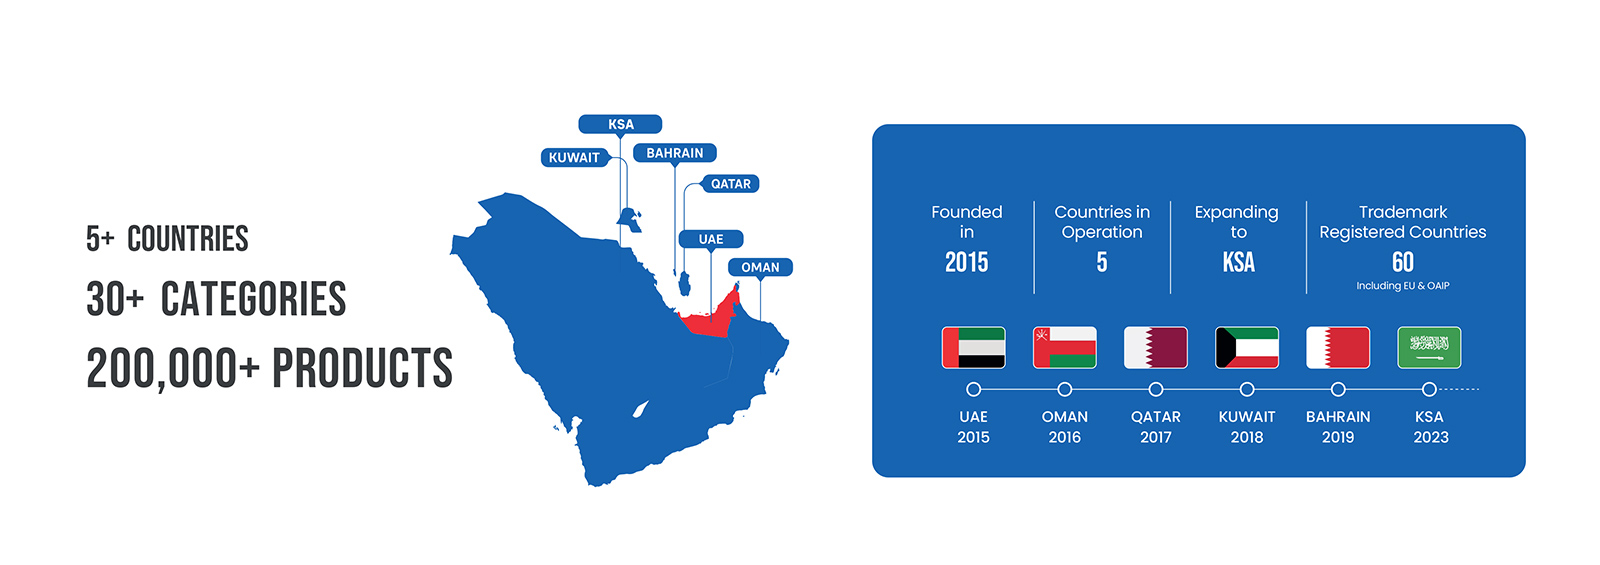 5+ COUNTRIES
30+ CATEGORIES
200,000+ PRODUCTS
KSA
KUWAIT
BAHRAIN
QATAR
UAE
OMAN
Founded
in
2015
Countries in
Operation
5
Expanding
to
KSA
Trademark
Registered Countries
60
Including EU & OAIP
UAE
2015
OMAN
2016
QATAR
2017
KUWAIT
2018
BAHRAIN
2019
KSA
2023